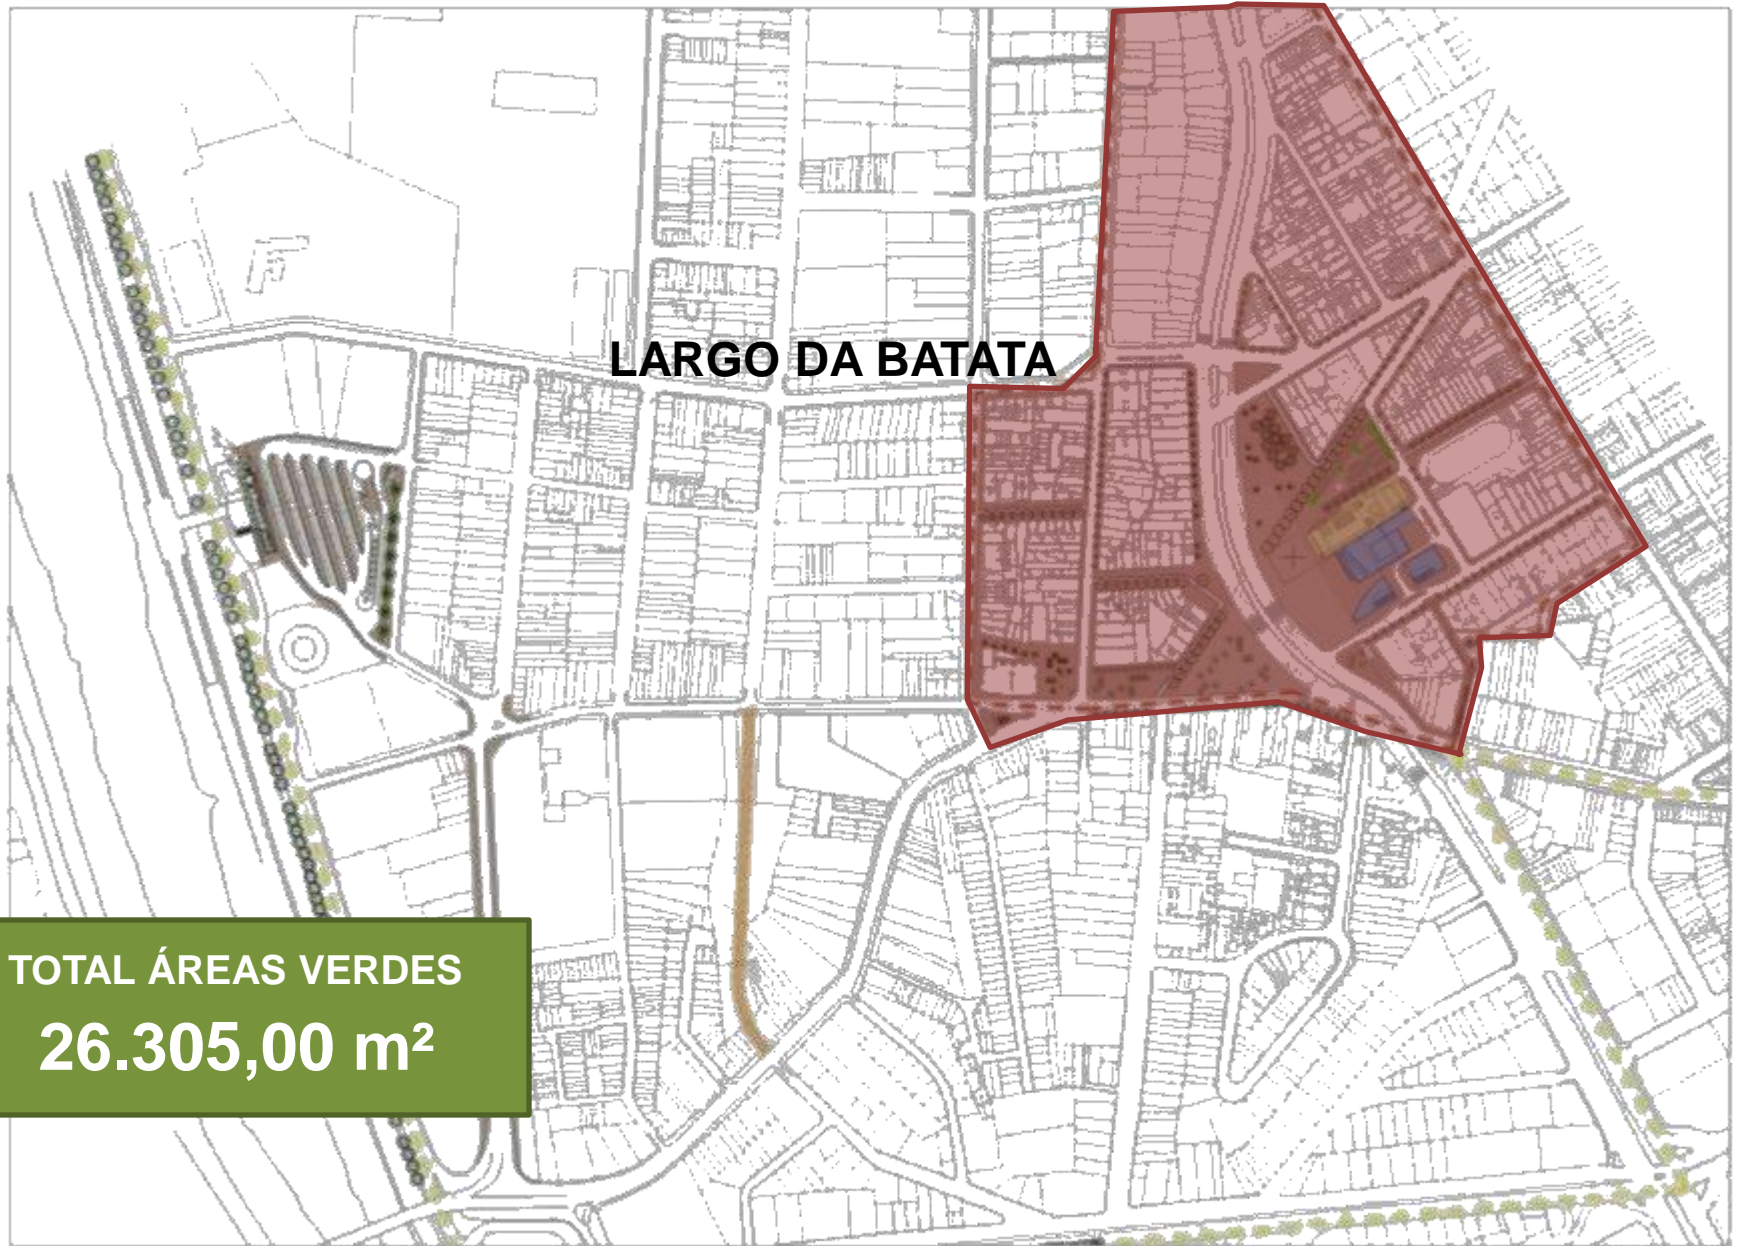 LARGO DA BATATA
TOTAL ÁREAS VERDES
26.305,00 m²